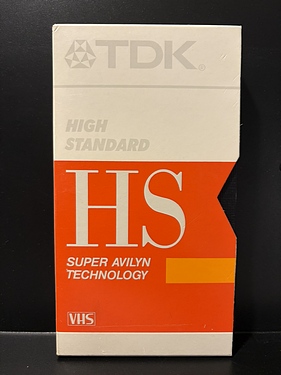 TDK®
HIGH
STANDARD
HS
SUPER AVILYN
TECHNOLOGY
VHS